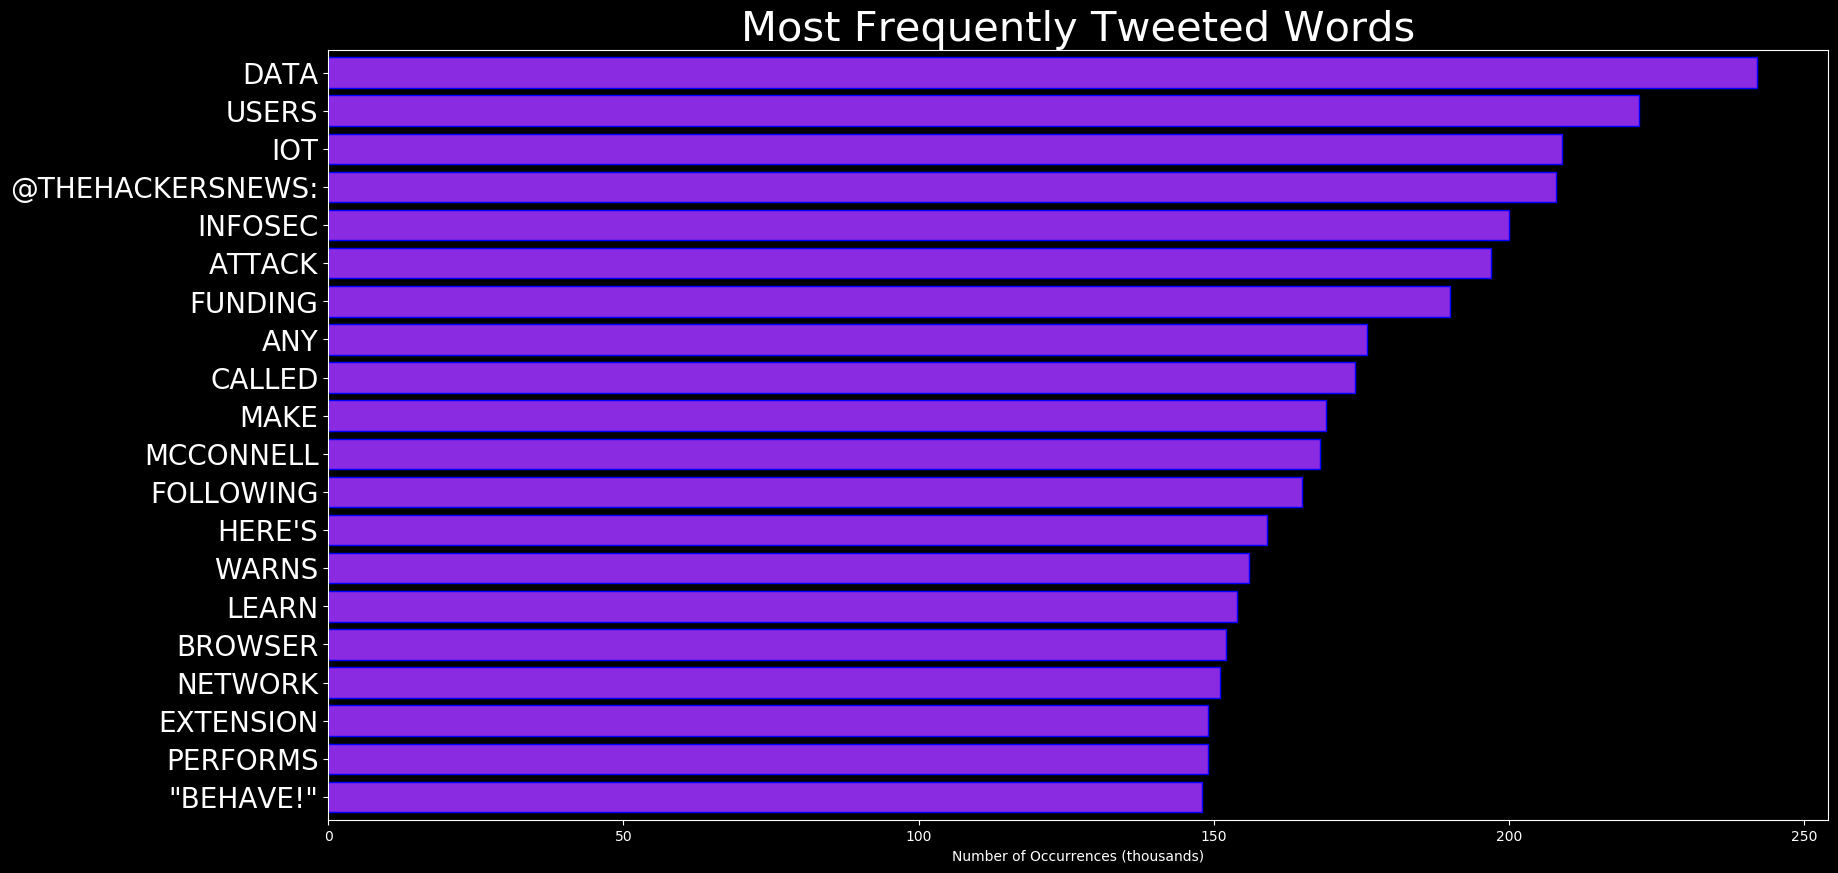 Most Frequently Tweeted Words
DATA
USERS
IOT
@THEHACKERSNEWS:
INFOSEC
ATTACK
FUNDING
ANY
CALLED
MAKE
MCCONNELL
FOLLOWING
HERE'S
WARNS
LEARN
BROWSER
NETWORK
EXTENSION
PERFORMS
"BEHAVE!"
0 50 100 150 200 250
Number of Occurrences (thousands)